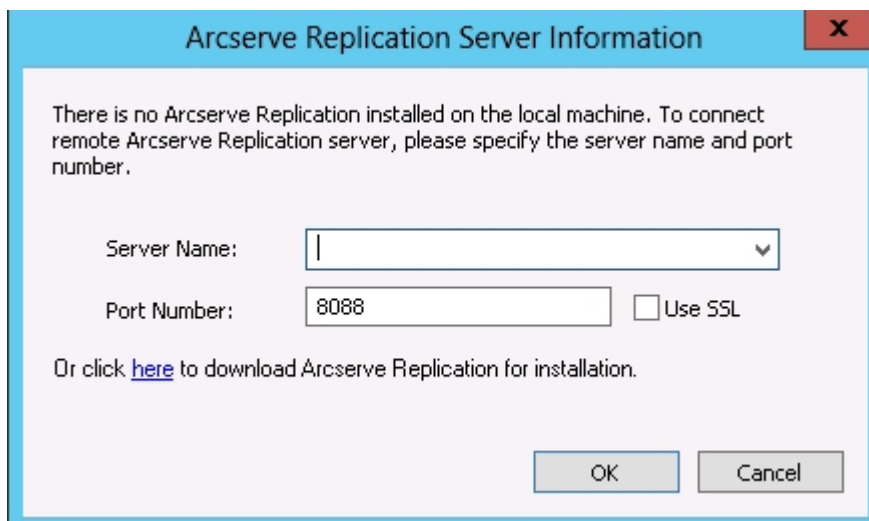 Arcserve Replication Server Information
x
There is no Arcserve Replication installed on the local machine. To connect
remote Arcserve Replication server, please specify the server name and port
number.
Server Name:
Port Number: 8088 Use SSL
Or click here to download Arcserve Replication for installation.
OK Cancel